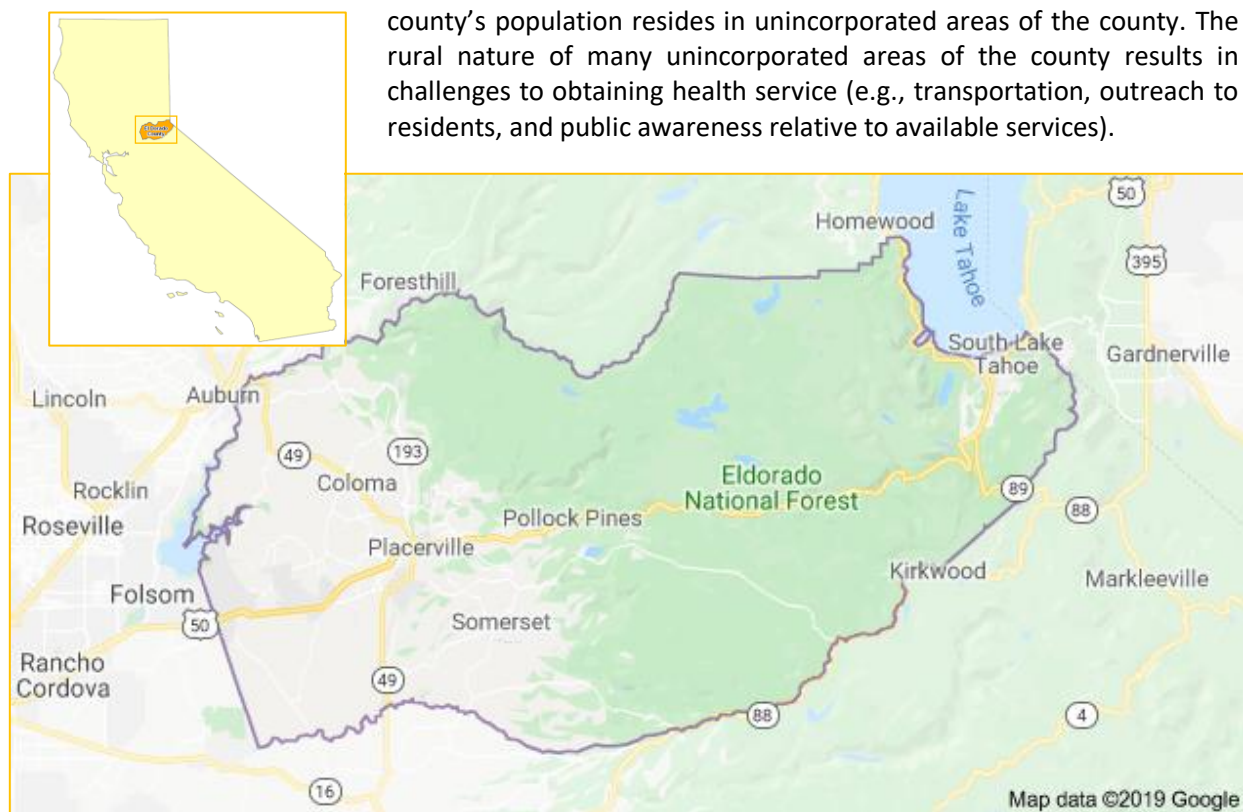 county’s population resides in unincorporated areas of the county. The
rural nature of many unincorporated areas of the county results in
challenges to obtaining health service (e.g., transportation, outreach to
residents, and public awareness relative to available services).
El Dorado
County
Homewood
Lake Tahoe
50
395
Foresthill
South Lake
Tahoe
Gardnerville
Auburn
Lincoln
49
193
Coloma
Rocklin
Roseville
Eldorado
National Forest
89
88
Pollock Pines
Placerville
Kirkwood
Markleeville
Folsom
50
Somerset
Rancho
Cordova
49
88
4
16
Map data ©2019 Google